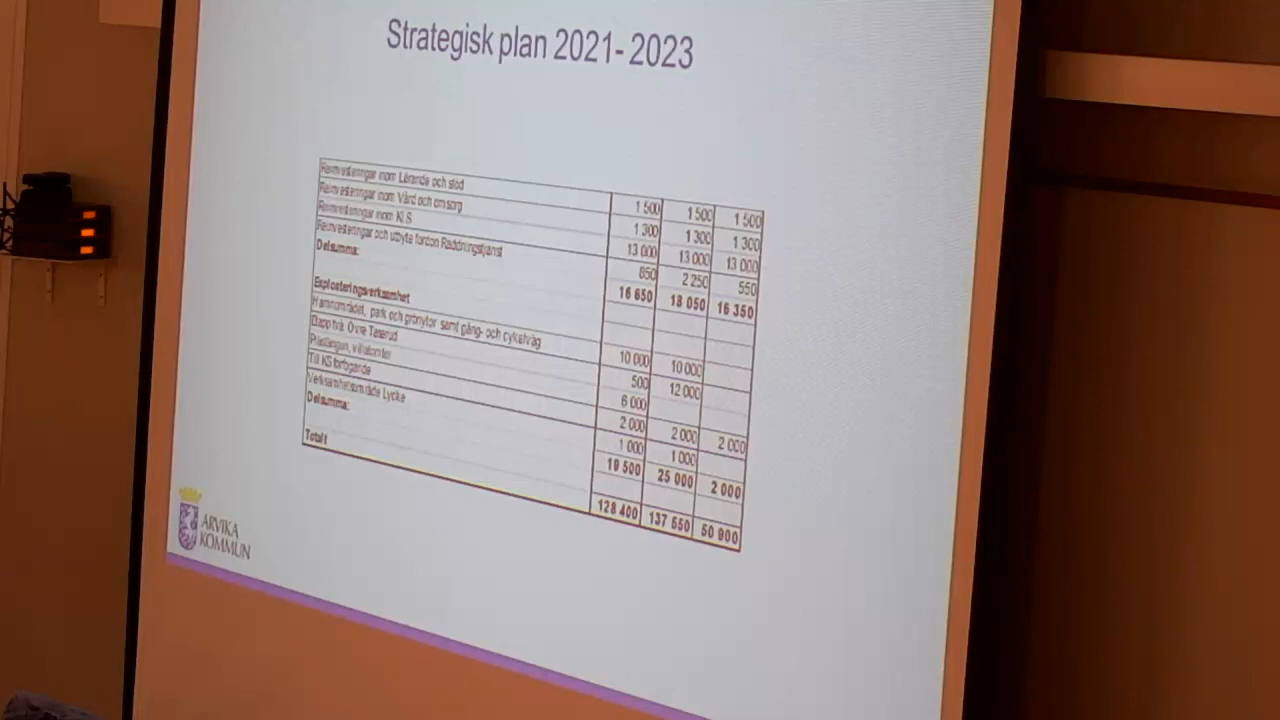 Strategisk plan 2021- 2023
Reinvesteringar inom Lärande och stöd 1 500 1 500 1 500
Reinvesteringar inom Vård och omsorg 1 300 1 300 1 300
Reinvesteringar inom KLS 13 000 13 000 13 000
Reinvesteringar och utbyte fordon Räddningstjänst 850 2 250 550
Delsumma: 16 650 18 050 16 350
Exploateringsverksamhet
Hamnområdet, park och grönytor samt gång- och cykelväg 10 000 10 000
Etapp två Övre Taserud 500 12 000
villatomter 6 000
Till KS förfogande 2 000 2 000 2 000
Verksamhetsområde Lycke 1 000 1 000
Delsumma: 19 500 25 000 2 000
Totalt 128 400 137 550 50 900
ARVIKA
KOMMUN